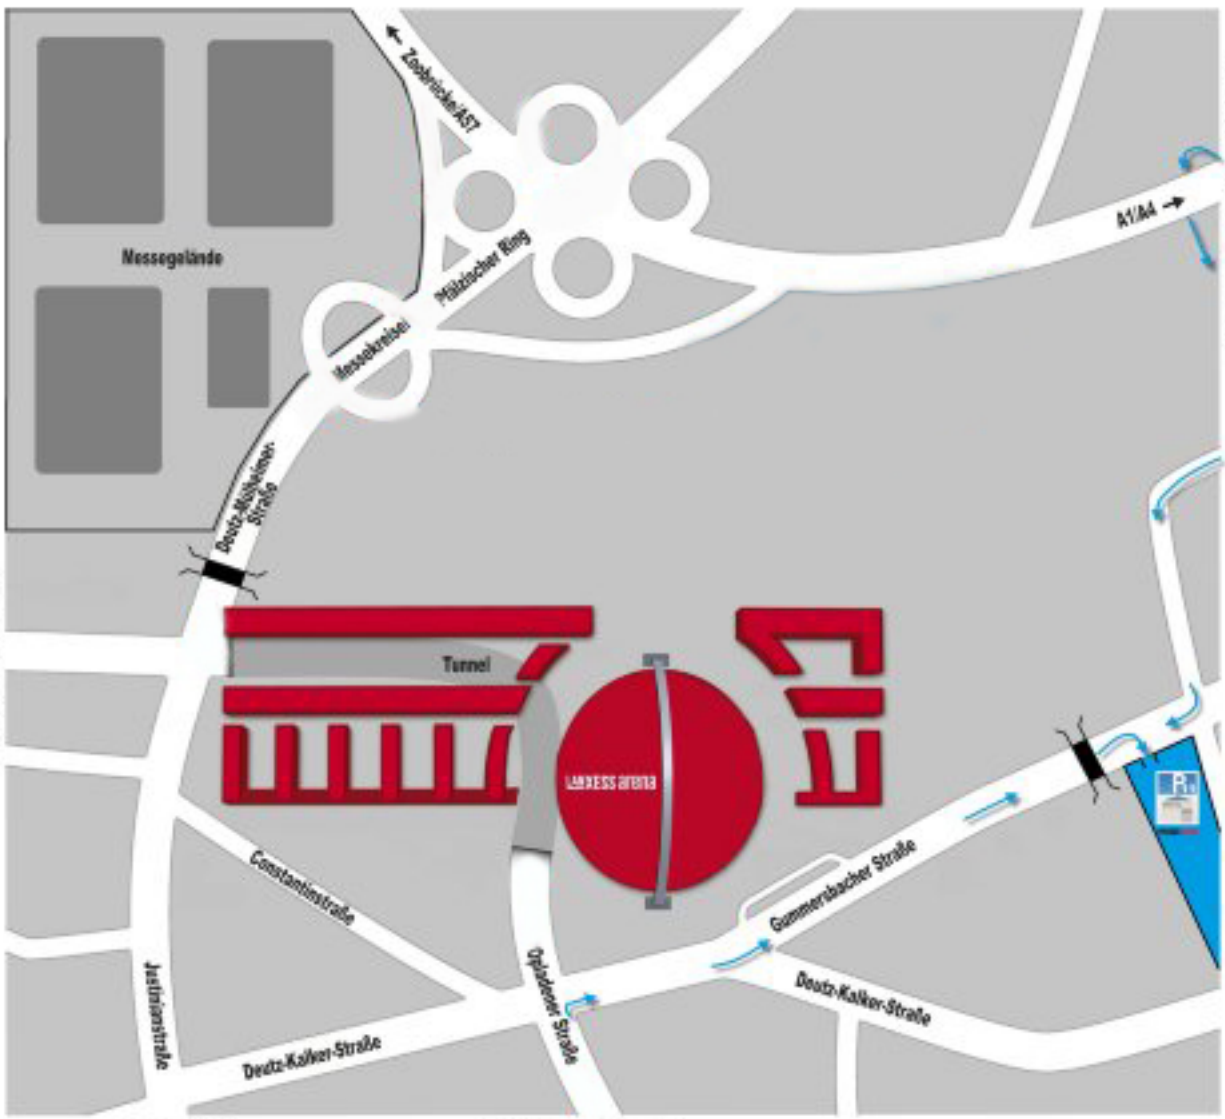 Zoobrücke/A57
A1/A4
Messegelände
Pfälzischer Ring
Messekreisel
Deutz-Mülheimer-
Straße
Tunnel
LANXESS arena
P
Gummersbacher Straße
Constantinstraße
Opladener Straße
Deutz-Kalker-Straße
Justinianstraße
Deutz-Kalker-Straße